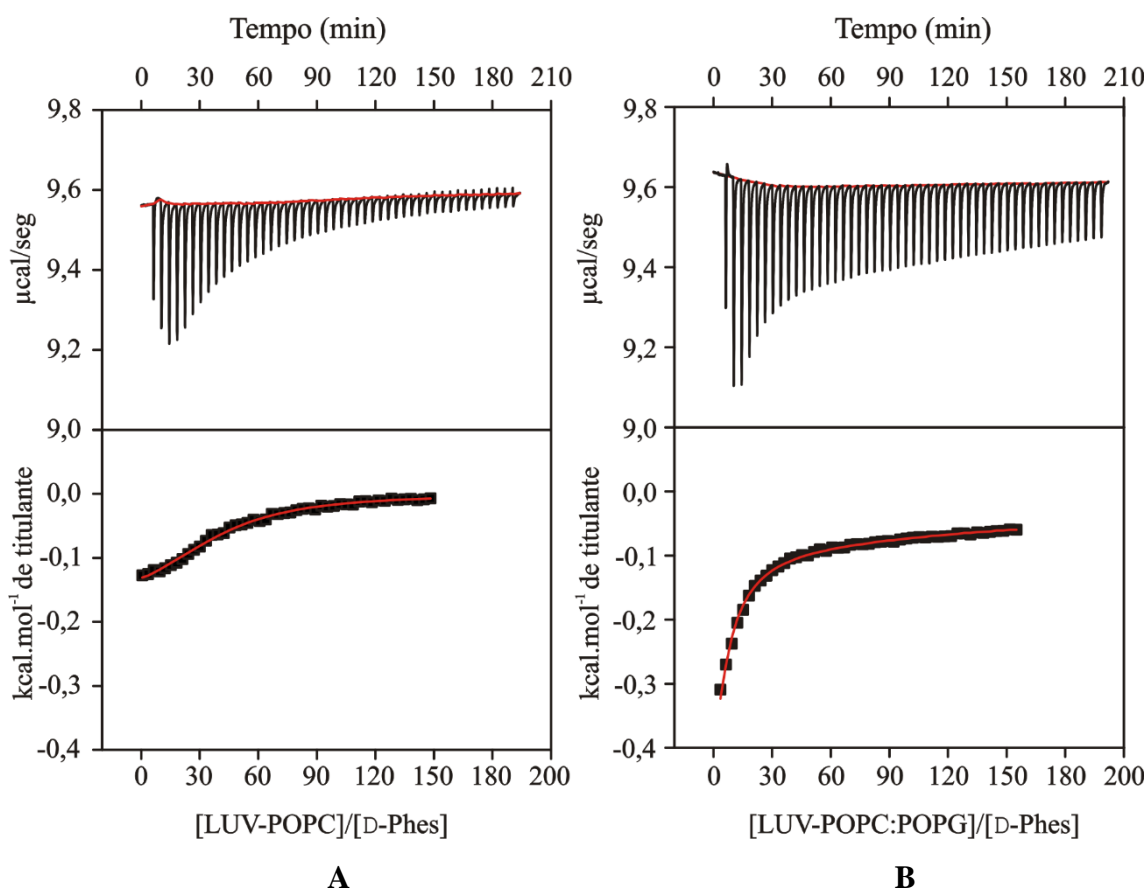 Tempo (min)
0 30 60 90 120 150 180 210
9,8
9,6
9,4
9,2
9,0
µcal/seg
0,0
-0,1
-0,2
-0,3
-0,4
kcal.mol⁻¹ de titulante
0 30 60 90 120 150 180 200
[LUV-POPC]/[D-Phes]
A
Tempo (min)
0 30 60 90 120 150 180 210
9,8
9,6
9,4
9,2
9,0
µcal/seg
0,0
-0,1
-0,2
-0,3
-0,4
kcal.mol⁻¹ de titulante
0 30 60 90 120 150 180 200
[LUV-POPC:POPG]/[D-Phes]
B